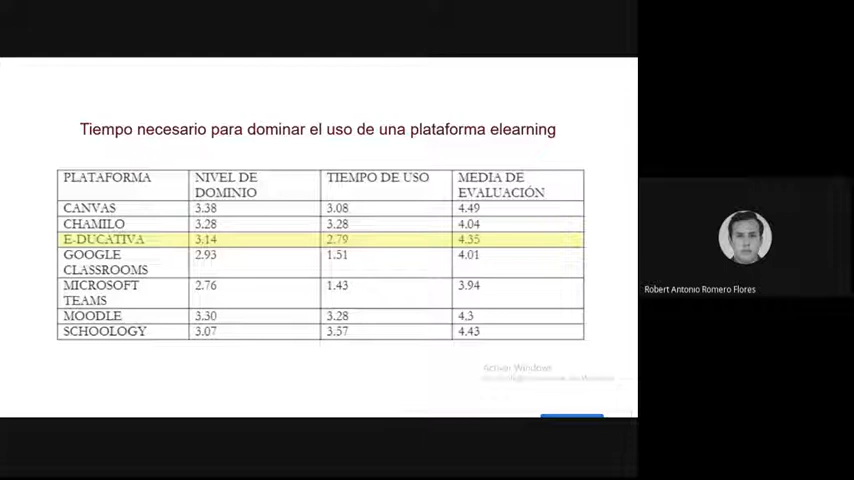 Tiempo necesario para dominar el uso de una plataforma elearning
PLATAFORMA NIVEL DE DOMINIO TIEMPO DE USO MEDIA DE EVALUACIÓN
CANVAS 3.38 3.08 4.49
CHAMILO 3.28 3.28 4.04
E-DUCATIVA 3.14 2.79 4.35
GOOGLE CLASSROOMS 2.93 1.51 4.01
MICROSOFT TEAMS 2.76 1.43 3.94
MOODLE 3.30 3.28 4.3
SCHOOLOGY 3.07 3.57 4.43
Activar Windows
Robert Antonio Romero Flores